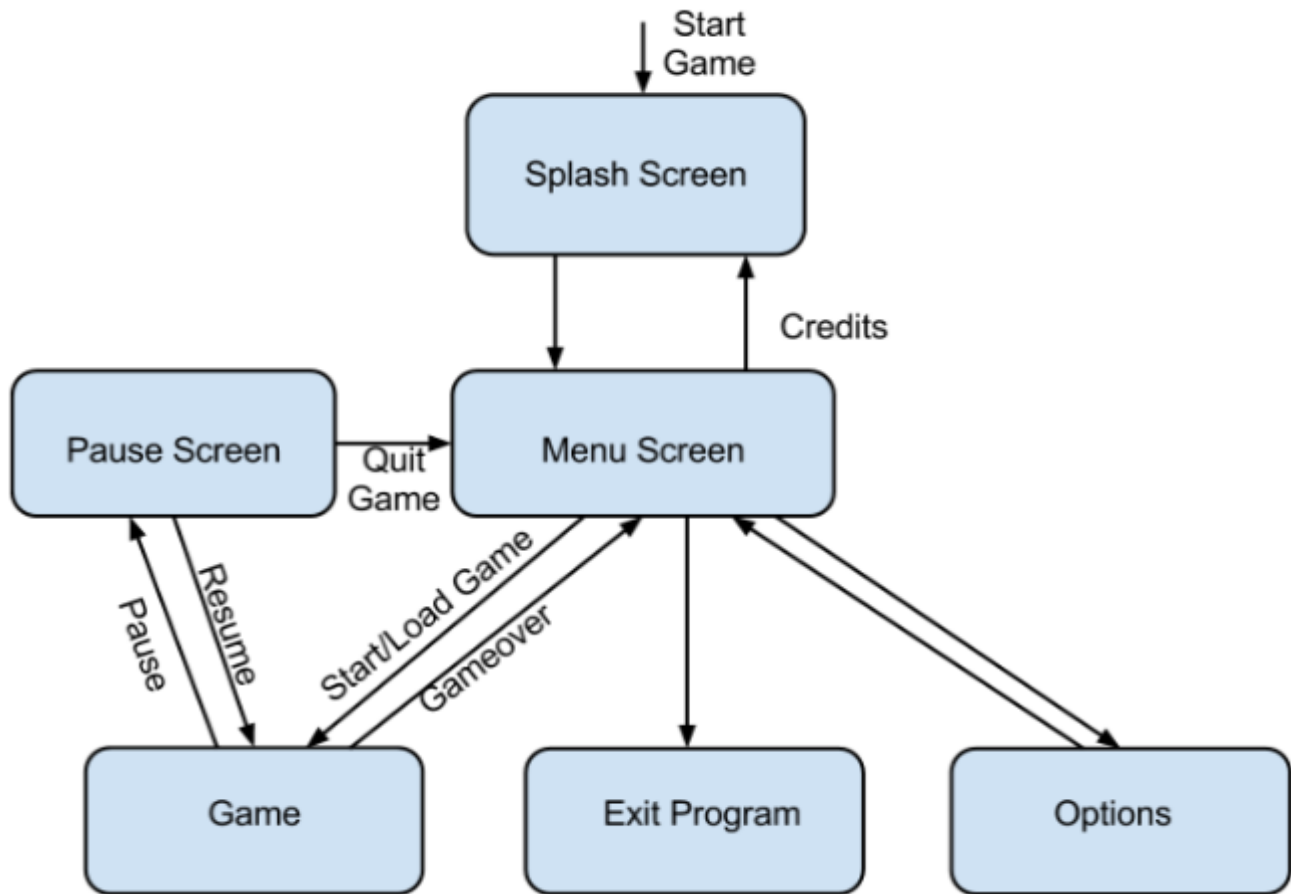 Start
Game
Splash Screen
Credits
Pause Screen
Quit
Game
Menu Screen
Pause
Resume
Start/Load Game
Gameover
Game
Exit Program
Options